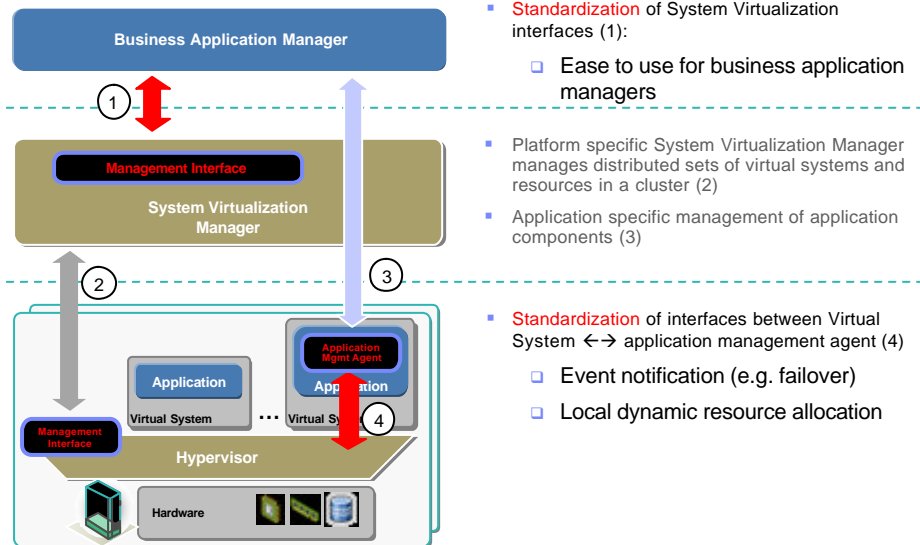 Business Application Manager
1
Management Interface
System Virtualization
Manager
2
3
Application
Mgmt Agent
Application
Application
Virtual System
...
Virtual System
4
Management
Interface
Hypervisor
Hardware
Standardization of System Virtualization
interfaces (1):
Ease to use for business application
managers
Platform specific System Virtualization Manager
manages distributed sets of virtual systems and
resources in a cluster (2)
Application specific management of application
components (3)
Standardization of interfaces between Virtual
System ←→ application management agent (4)
Event notification (e.g. failover)
Local dynamic resource allocation